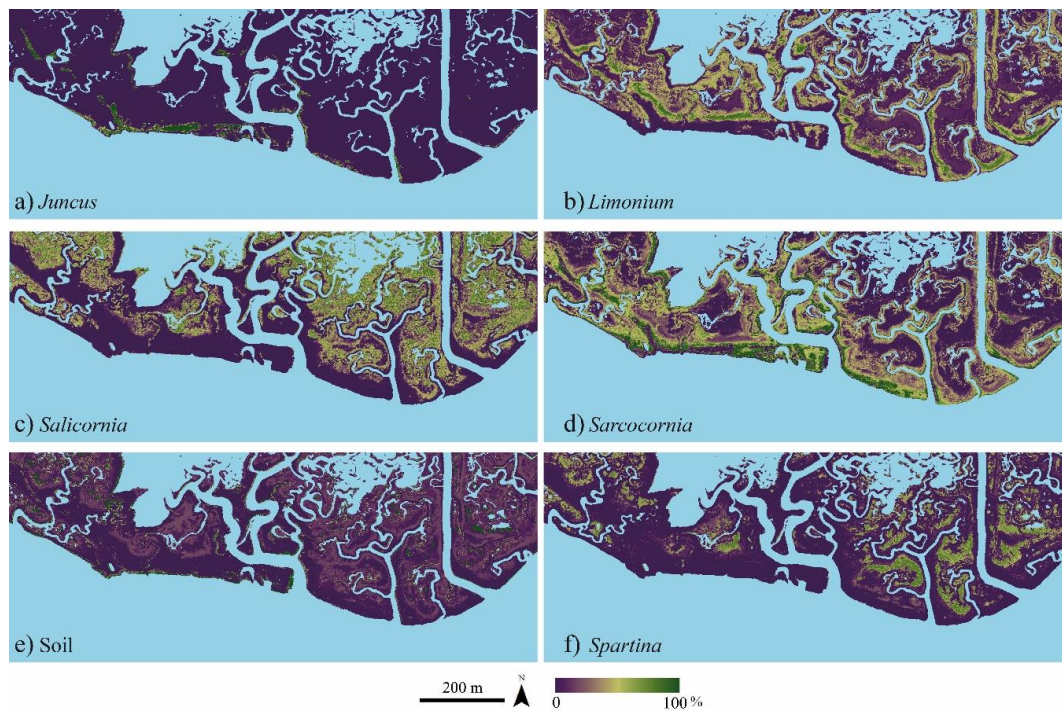 a) Juncus
b) Limonium
c) Salicornia
d) Sarcocornia
e) Soil
f) Spartina
200 m
N
0
100 %